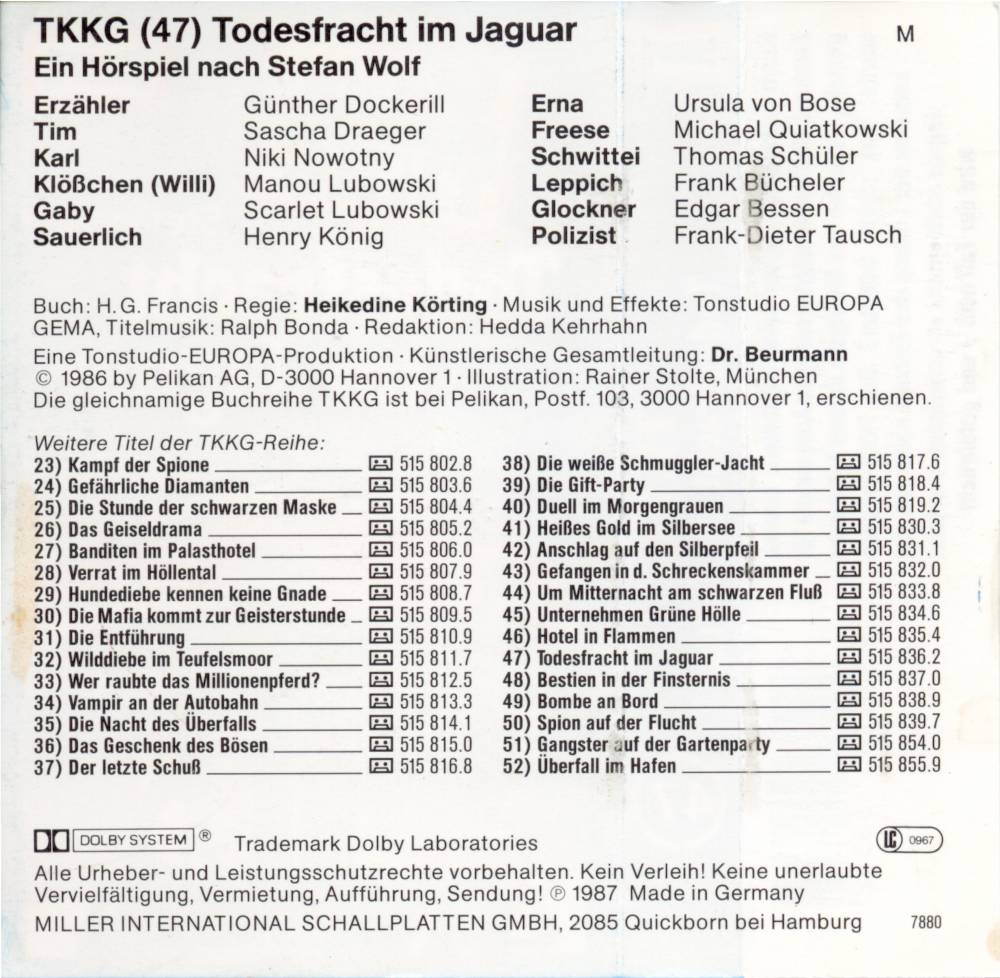 TKKG (47) Todesfracht im Jaguar
M
Ein Hörspiel nach Stefan Wolf
Erzähler Günther Dockerill
Tim Sascha Draeger
Karl Niki Nowotny
Klößchen (Willi) Manou Lubowski
Gaby Scarlet Lubowski
Sauerlich Henry König
Erna Ursula von Bose
Freese Michael Quiatkowski
Schwittei Thomas Schüler
Leppich Frank Bücheler
Glockner Edgar Bessen
Polizist Frank-Dieter Tausch
Buch: H. G. Francis · Regie: Heikedine Körting · Musik und Effekte: Tonstudio EUROPA
GEMA, Titelmusik: Ralph Bonda · Redaktion: Hedda Kehrhahn
Eine Tonstudio-EUROPA-Produktion · Künstlerische Gesamtleitung: Dr. Beurmann
© 1986 by Pelikan AG, D-3000 Hannover 1 · Illustration: Rainer Stolte, München
Die gleichnamige Buchreihe TKKG ist bei Pelikan, Postf. 103, 3000 Hannover 1, erschienen.
Weitere Titel der TKKG-Reihe:
23) Kampf der Spione 515 802.8
24) Gefährliche Diamanten 515 803.6
25) Die Stunde der schwarzen Maske 515 804.4
26) Das Geiseldrama 515 805.2
27) Banditen im Palasthotel 515 806.0
28) Verrat im Höllental 515 807.9
29) Hundediebe kennen keine Gnade 515 808.7
30) Die Mafia kommt zur Geisterstunde 515 809.5
31) Die Entführung 515 810.9
32) Wilddiebe im Teufelsmoor 515 811.7
33) Wer raubte das Millionenpferd? 515 812.5
34) Vampir an der Autobahn 515 813.3
35) Die Nacht des Überfalls 515 814.1
36) Das Geschenk des Bösen 515 815.0
37) Der letzte Schuß 515 816.8
38) Die weiße Schmuggler-Jacht 515 817.6
39) Die Gift-Party 515 818.4
40) Duell im Morgengrauen 515 819.2
41) Heißes Gold im Silbersee 515 830.3
42) Anschlag auf den Silberpfeil 515 831.1
43) Gefangen in d. Schreckenskammer 515 832.0
44) Um Mitternacht am schwarzen Fluß 515 833.8
45) Unternehmen Grüne Hölle 515 834.6
46) Hotel in Flammen 515 835.4
47) Todesfracht im Jaguar 515 836.2
48) Bestien in der Finsternis 515 837.0
49) Bombe an Bord 515 838.9
50) Spion auf der Flucht 515 839.7
51) Gangster auf der Gartenparty 515 854.0
52) Überfall im Hafen 515 855.9
DOLBY SYSTEM ® Trademark Dolby Laboratories
LC 0967
Alle Urheber- und Leistungsschutzrechte vorbehalten. Kein Verleih! Keine unerlaubte
Vervielfältigung, Vermietung, Aufführung, Sendung! ℗ 1987 Made in Germany
MILLER INTERNATIONAL SCHALLPLATTEN GMBH, 2085 Quickborn bei Hamburg 7880